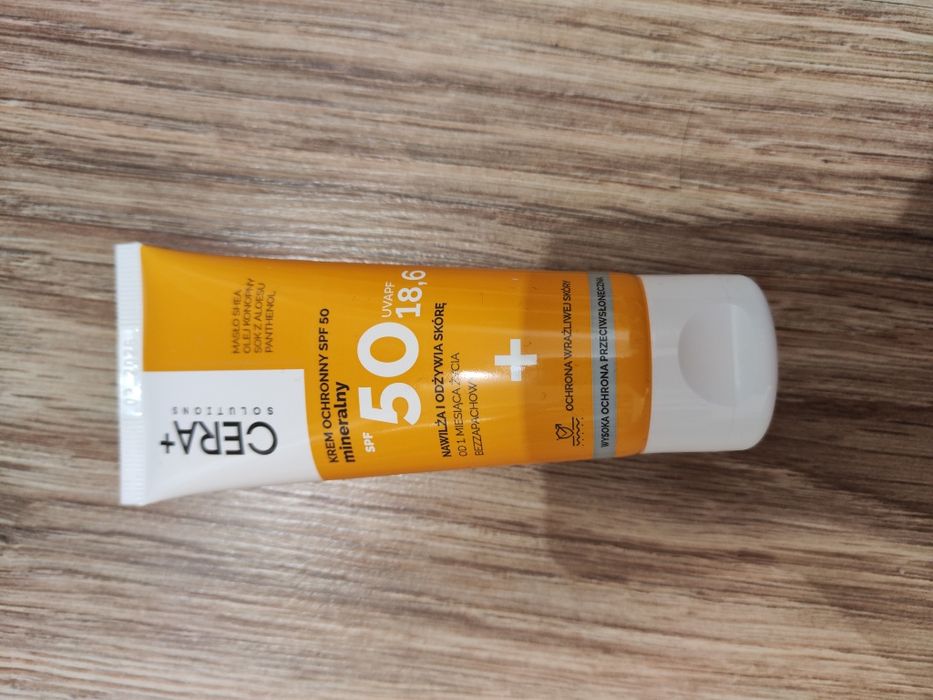 CERA+
SOLUTIONS
MASŁO SHEA
OLEJ KONOPNY
SOK Z ALOESU
PANTHENOL
KREM OCHRONNY SPF 50
mineralny
SPF 50 UVAPF 18,6
NAWILŻA I ODŻYWIA SKÓRĘ
OD 1 MIESIĄCA ŻYCIA
BEZZAPACHOWY
+
OCHRONA WRAŻLIWEJ SKÓRY
WYSOKA OCHRONA PRZECIWSŁONECZNA